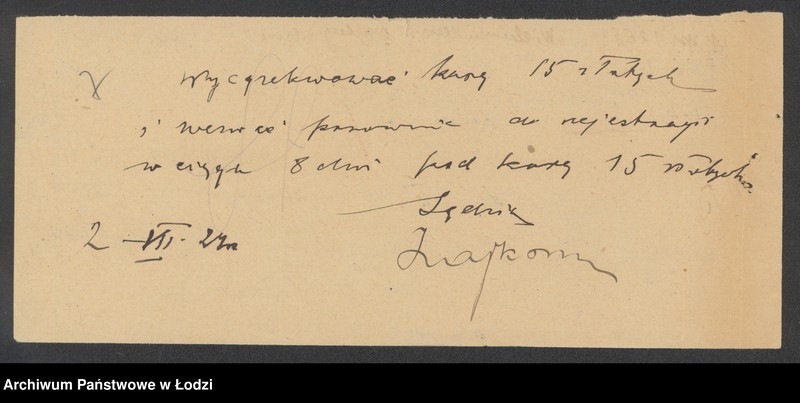 Wyegzekwować karę 15 złotych
i wezwać ponownie do rejestracji
w ciągu 8 dni pod karą 15 złotych.
Sędzia
2 VII. 24 r
Archiwum Państwowe w Łodzi